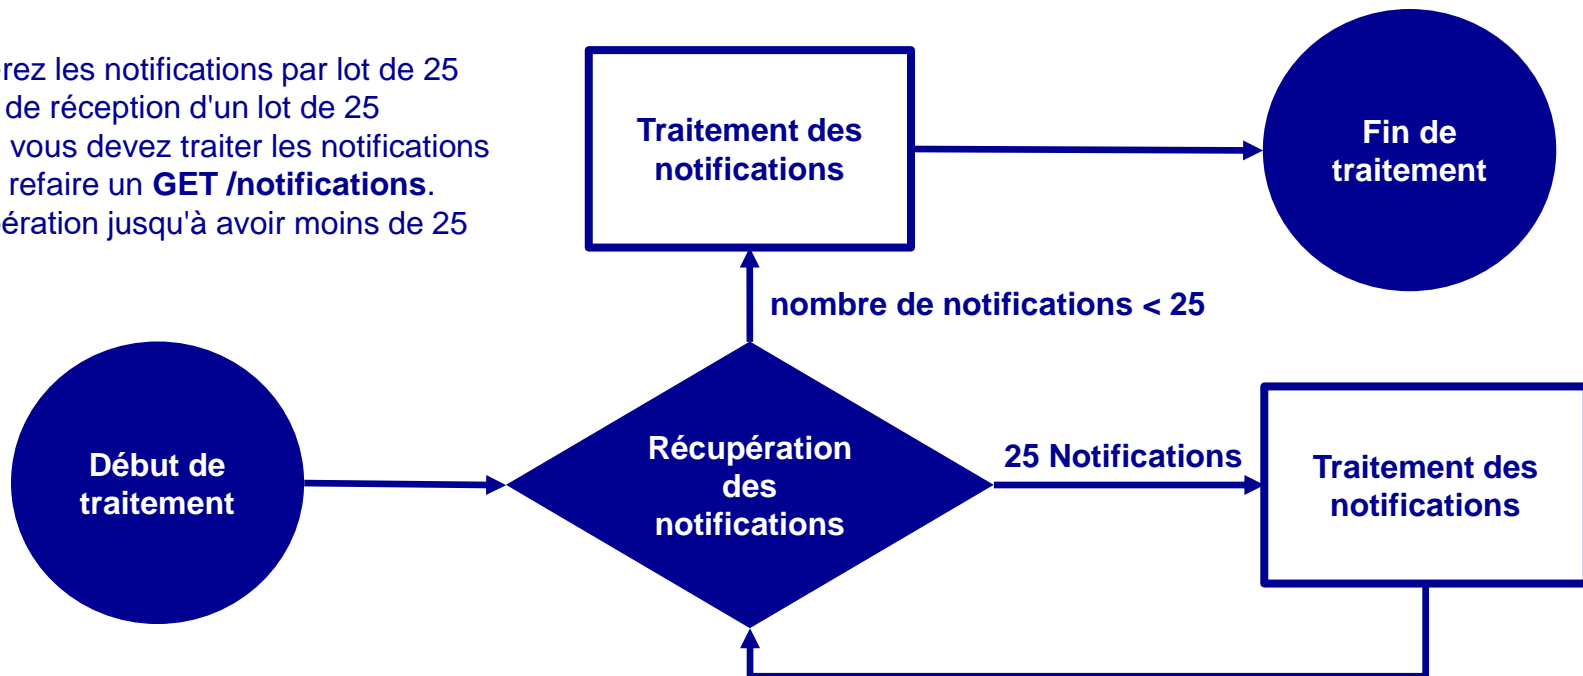 les notifications par lot de 25
de réception d'un lot de 25
vous devez traiter les notifications
refaire un GET /notifications.
jusqu'à avoir moins de 25
Traitement des
notifications
Fin de
traitement
nombre de notifications < 25
Début de
traitement
Récupération
des
notifications
25 Notifications
Traitement des
notifications